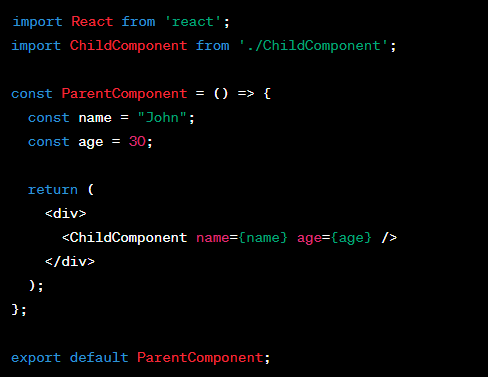 import React from 'react';
import ChildComponent from './ChildComponent';

const ParentComponent = () => {
  const name = "John";
  const age = 30;

  return (
    <div>
      <ChildComponent name={name} age={age} />
    </div>
  );
};

export default ParentComponent;